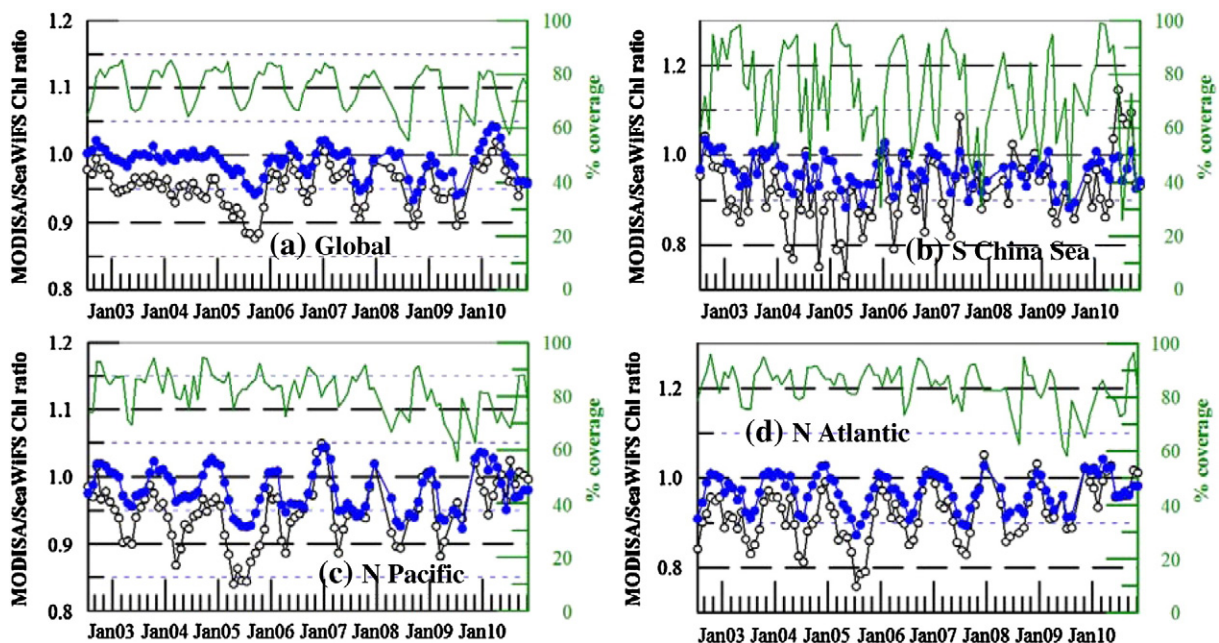 MODISA/SeaWiFS Chl ratio
1.2
1.1
1.0
0.9
0.8
(a) Global
100
80
60
40
20
0
% coverage
Jan03 Jan04 Jan05 Jan06 Jan07 Jan08 Jan09 Jan10
MODISA/SeaWiFS Chl ratio
1.2
1.0
0.8
(b) S China Sea
100
80
60
40
20
0
% coverage
Jan03 Jan04 Jan05 Jan06 Jan07 Jan08 Jan09 Jan10
MODISA/SeaWiFS Chl ratio
1.2
1.1
1.0
0.9
0.8
(c) N Pacific
100
80
60
40
20
0
% coverage
Jan03 Jan04 Jan05 Jan06 Jan07 Jan08 Jan09 Jan10
MODISA/SeaWiFS Chl ratio
1.2
1.0
0.8
(d) N Atlantic
100
80
60
40
20
0
% coverage
Jan03 Jan04 Jan05 Jan06 Jan07 Jan08 Jan09 Jan10